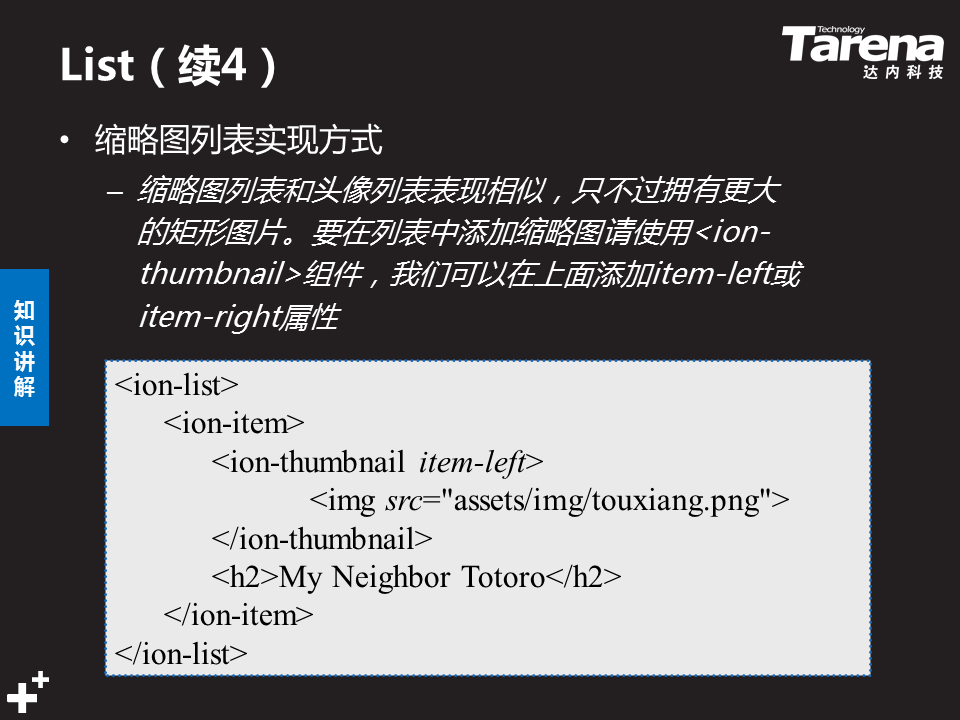 List（续4）
Technology
Tarena
达内科技
• 缩略图列表实现方式
– 缩略图列表和头像列表表现相似，只不过拥有更大
的矩形图片。要在列表中添加缩略图请使用<ion-
thumbnail>组件，我们可以在上面添加item-left或
item-right属性
知
识
讲
解
<ion-list>
<ion-item>
<ion-thumbnail item-left>
<img src="assets/img/touxiang.png">
</ion-thumbnail>
<h2>My Neighbor Totoro</h2>
</ion-item>
</ion-list>